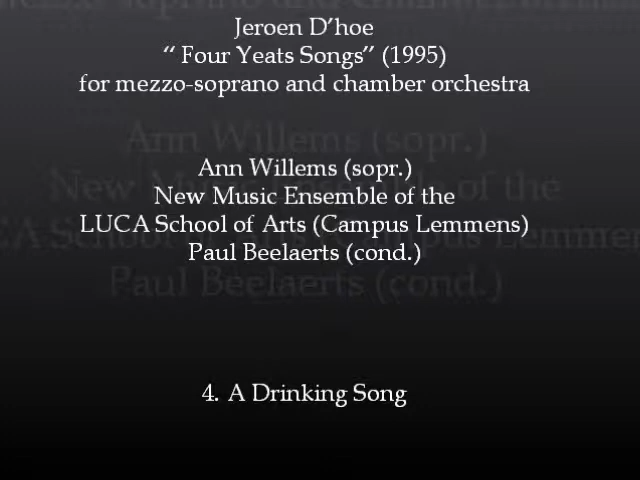 Jeroen D’hoe
“ Four Yeats Songs” (1995)
for mezzo-soprano and chamber orchestra
Ann Willems (sopr.)
New Music Ensemble of the
LUCA School of Arts (Campus Lemmens)
Paul Beelaerts (cond.)
4. A Drinking Song